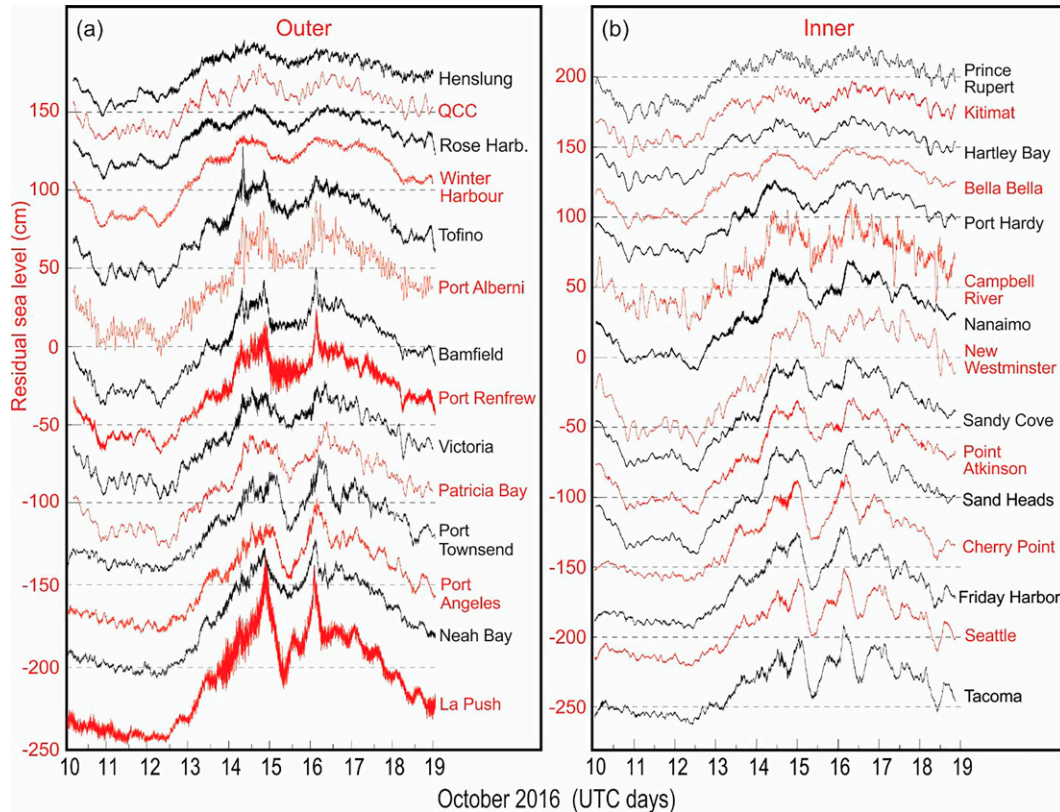 (a)
Outer
Henslung
QCC
Rose Harb.
Winter
Harbour
Tofino
Port Alberni
Bamfield
Port Renfrew
Victoria
Patricia Bay
Port
Townsend
Port
Angeles
Neah Bay
La Push
Residual sea level (cm)
150
100
50
0
-50
-100
-150
-200
-250
10 11 12 13 14 15 16 17 18 19
(b)
Inner
Prince
Rupert
Kitimat
Hartley Bay
Bella Bella
Port Hardy
Campbell
River
Nanaimo
New
Westminster
Sandy Cove
Point
Atkinson
Sand Heads
Cherry Point
Friday Harbor
Seattle
Tacoma
200
150
100
50
0
-50
-100
-150
-200
-250
10 11 12 13 14 15 16 17 18 19
October 2016 (UTC days)